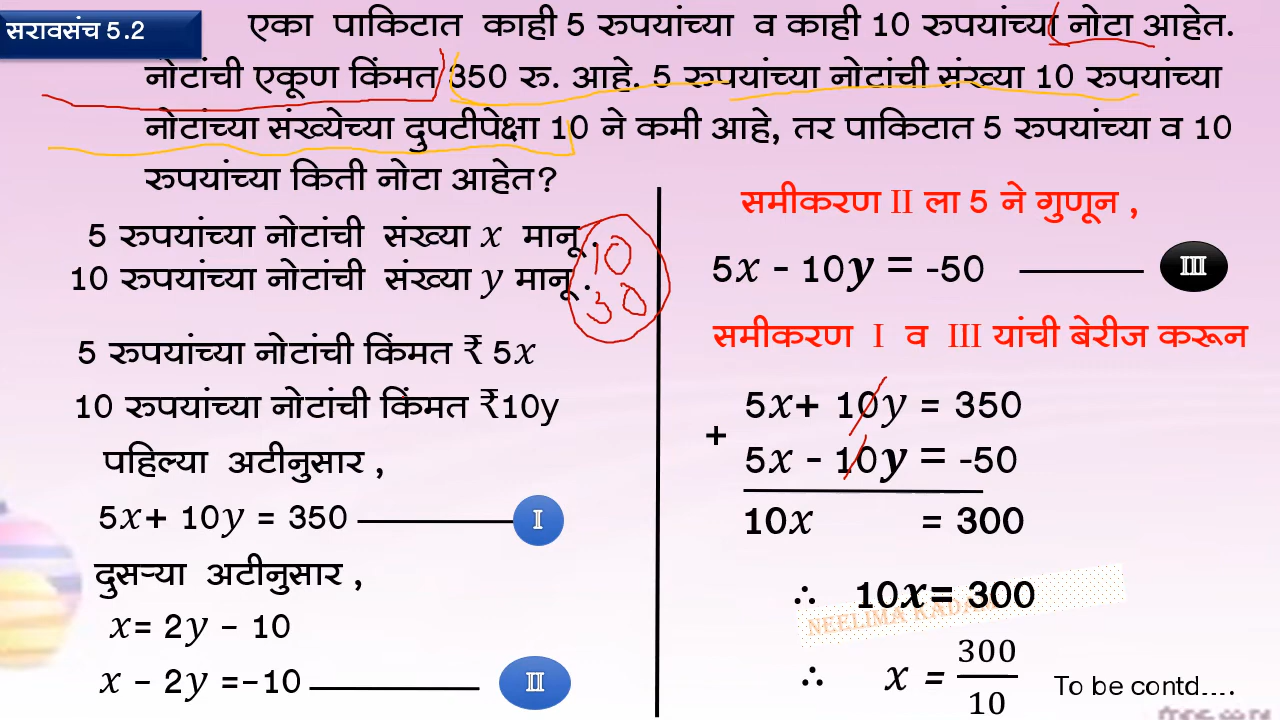 सरावसंच 5.2
एका पाकिटात काही 5 रुपयांच्या व काही 10 रुपयांच्या नोटा आहेत.
नोटांची एकूण किंमत 350 रु. आहे. 5 रुपयांच्या नोटांची संख्या 10 रुपयांच्या
नोटांच्या संख्येच्या दुपटीपेक्षा 10 ने कमी आहे, तर पाकिटात 5 रुपयांच्या व 10
रुपयांच्या किती नोटा आहेत?
5 रुपयांच्या नोटांची संख्या x मानू .
10 रुपयांच्या नोटांची संख्या y मानू .
10
30
5 रुपयांच्या नोटांची किंमत ₹ 5x
10 रुपयांच्या नोटांची किंमत ₹10y
पहिल्या अटीनुसार ,
5x+ 10y = 350 I
दुसऱ्या अटीनुसार ,
x= 2y – 10
x – 2y =–10 II
समीकरण II ला 5 ने गुणून ,
5x – 10y = -50 III
समीकरण I व III यांची बेरीज करून
5x+ 10y = 350
+
5x – 10y = -50
10x = 300
∴ 10x= 300
NEELIMA KADAM
∴ x = 300/10
To be contd....